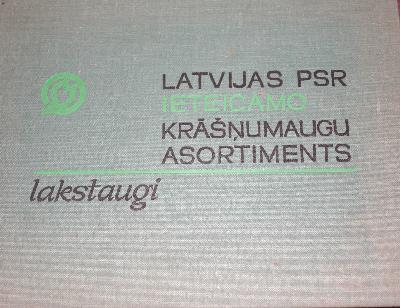 LATVIJAS PSR
IETEICAMO
KRĀŠŅUMAUGU
ASORTIMENTS
lakstaugi